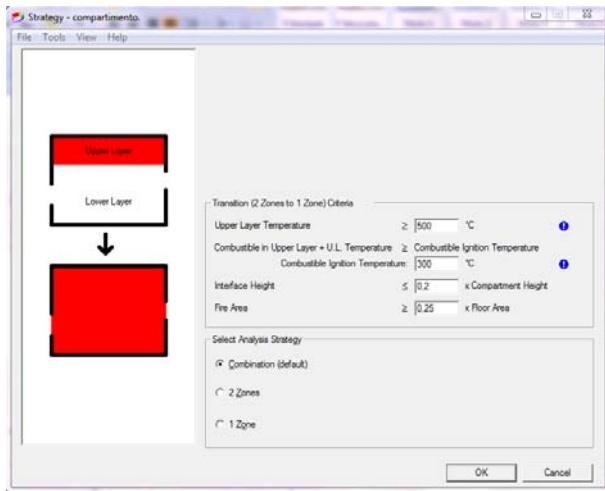 Strategy - compartimento.
File Tools View Help
Upper Layer
Lower Layer
Transition (2 Zones to 1 Zone) Criteria
Upper Layer Temperature ≥ 500 °C
Combustible in Upper Layer + U.L. Temperature ≥ Combustible Ignition Temperature
Combustible Ignition Temperature: 300 °C
Interface Height ≤ 0.2 x Compartment Height
Fire Area ≥ 0.25 x Floor Area
Select Analysis Strategy
Combination (default)
2 Zones
1 Zone
OK Cancel